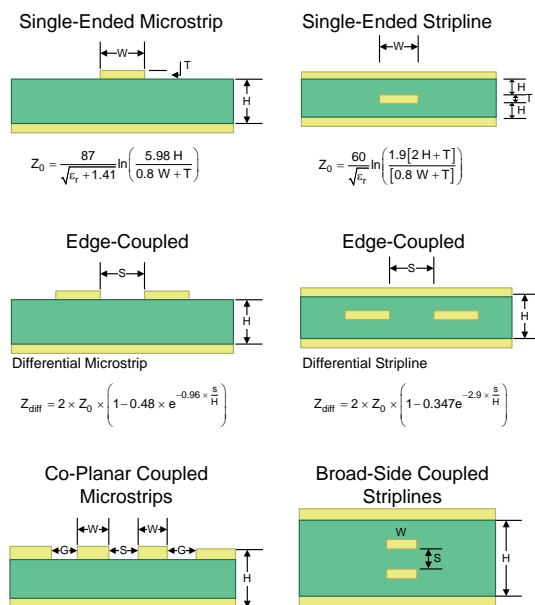 Single-Ended Microstrip
W
T
H
Z₀ = 87 / √(εᵣ + 1.41) ln(5.98 H / 0.8 W + T)
Single-Ended Stripline
W
H
T
H
Z₀ = 60 / √εᵣ ln(1.9[2 H + T] / [0.8 W + T])
Edge-Coupled
S
H
Differential Microstrip
Z_diff = 2 × Z₀ × (1 − 0.48 × e^(−0.96 × s/H))
Edge-Coupled
S
H
Differential Stripline
Z_diff = 2 × Z₀ × (1 − 0.347e^(−2.9 × s/H))
Co-Planar Coupled
Microstrips
W
W
G
S
G
H
Broad-Side Coupled
Striplines
W
S
H